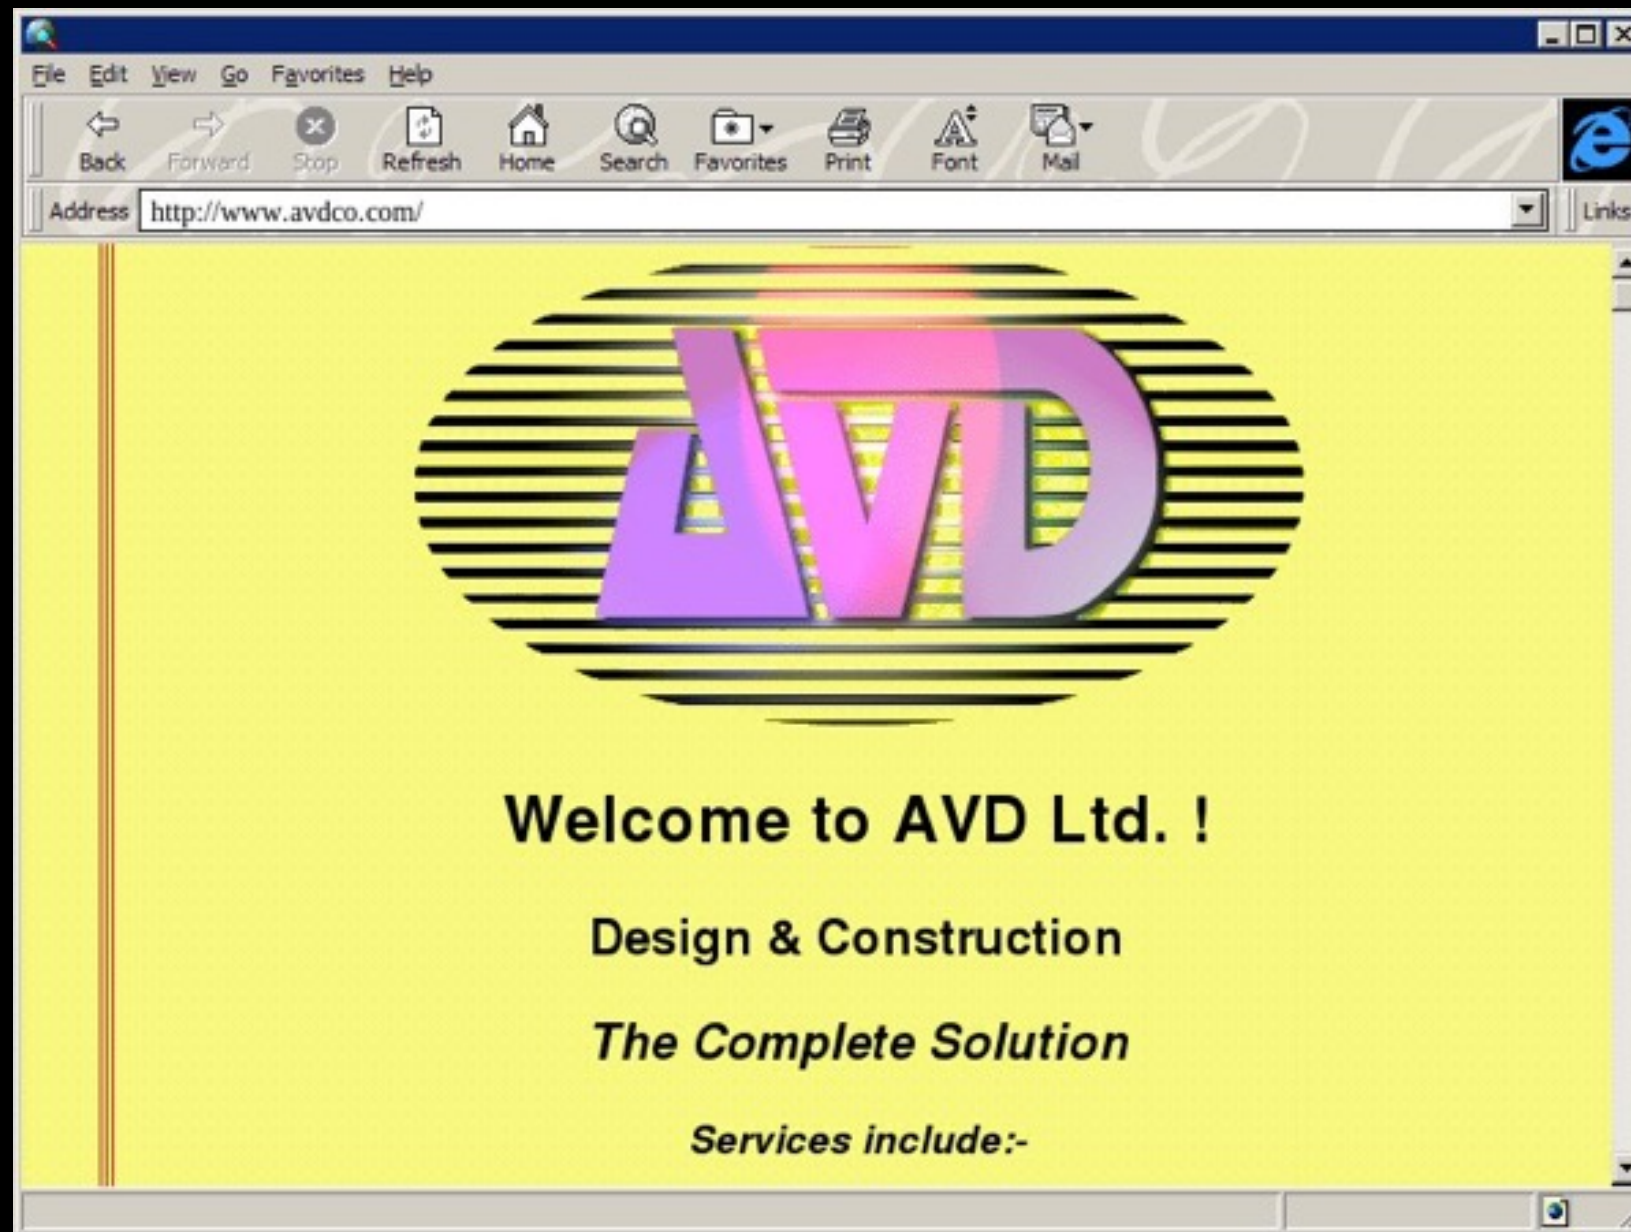 File Edit View Go Favorites Help
Back Forward Stop Refresh Home Search Favorites Print Font Mail
Address http://www.avdco.com/ Links
AVD
Welcome to AVD Ltd. !
Design & Construction
The Complete Solution
Services include:-